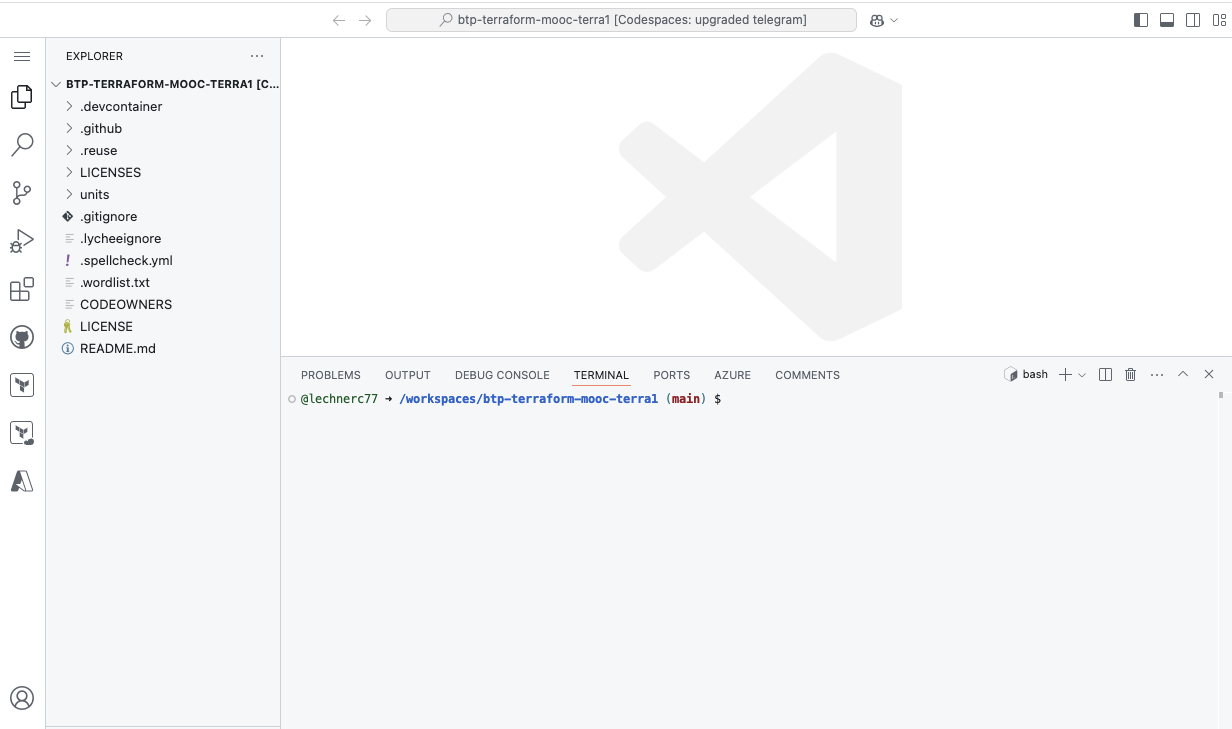 btp-terraform-mooc-terra1 [Codespaces: upgraded telegram]
EXPLORER
BTP-TERRAFORM-MOOC-TERRA1 [C...
.devcontainer
.github
.reuse
LICENSES
units
.gitignore
.lycheeignore
! .spellcheck.yml
.wordlist.txt
CODEOWNERS
LICENSE
README.md
PROBLEMS OUTPUT DEBUG CONSOLE TERMINAL PORTS AZURE COMMENTS bash
@lechnerc77 → /workspaces/btp-terraform-mooc-terra1 (main) $